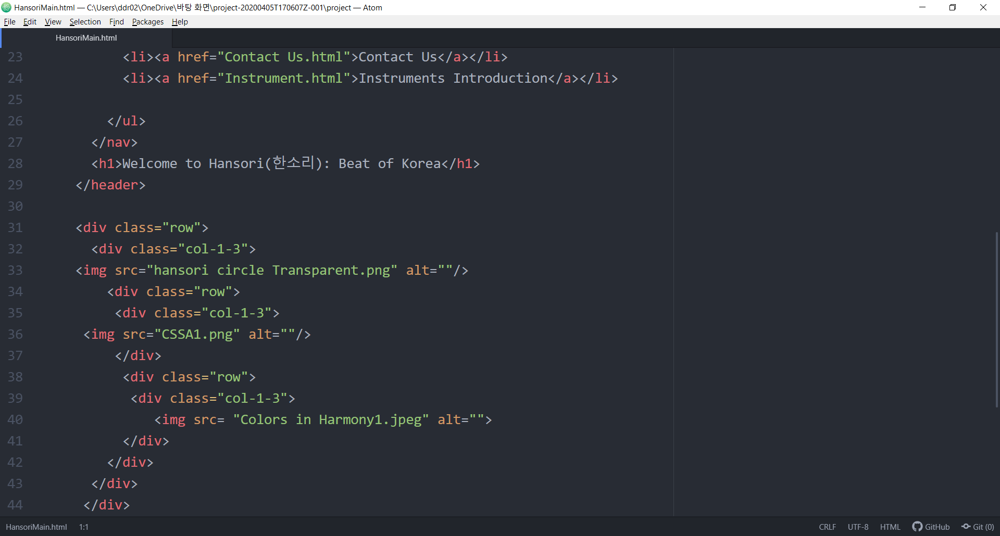 HansoriMain.html — C:\Users\ddr02\OneDrive\바탕 화면\project-20200405T170607Z-001\project — Atom
File Edit View Selection Find Packages Help
HansoriMain.html
23 <li><a href="Contact Us.html">Contact Us</a></li>
24 <li><a href="Instrument.html">Instruments Introduction</a></li>
25
26 </ul>
27 </nav>
28 <h1>Welcome to Hansori(한소리): Beat of Korea</h1>
29 </header>
30
31 <div class="row">
32 <div class="col-1-3">
33 <img src="hansori circle Transparent.png" alt=""/>
34 <div class="row">
35 <div class="col-1-3">
36 <img src="CSSA1.png" alt=""/>
37 </div>
38 <div class="row">
39 <div class="col-1-3">
40 <img src= "Colors in Harmony1.jpeg" alt="">
41 </div>
42 </div>
43 </div>
44 </div>
HansoriMain.html 1:1 CRLF UTF-8 HTML GitHub Git (0)